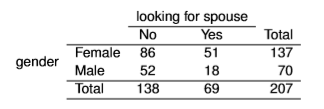 looking for spouse
No Yes Total
gender
Female 86 51 137
Male 52 18 70
Total 138 69 207